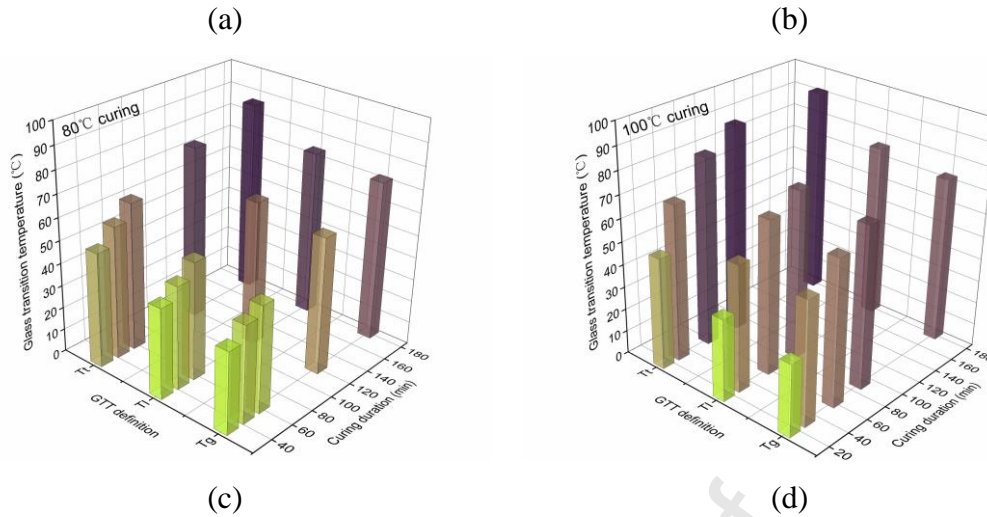 (a)
(b)
80℃ curing
100
90
80
70
60
50
40
30
20
10
0
Glass transition temperature (℃)
Tt
Ft
Tg
GTT definition
40
60
80
100
120
140
160
180
Curing duration (min)
100℃ curing
100
90
80
70
60
50
40
30
20
10
0
Glass transition temperature (℃)
Tt
Ft
Tg
GTT definition
20
40
60
80
100
120
140
160
180
Curing duration (min)
(c)
(d)